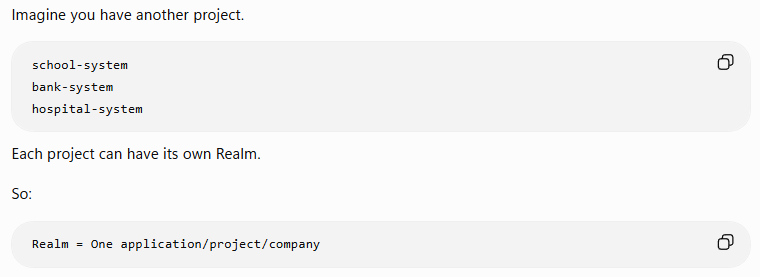 Imagine you have another project.
school-system
bank-system
hospital-system
Each project can have its own Realm.
So:
Realm = One application/project/company